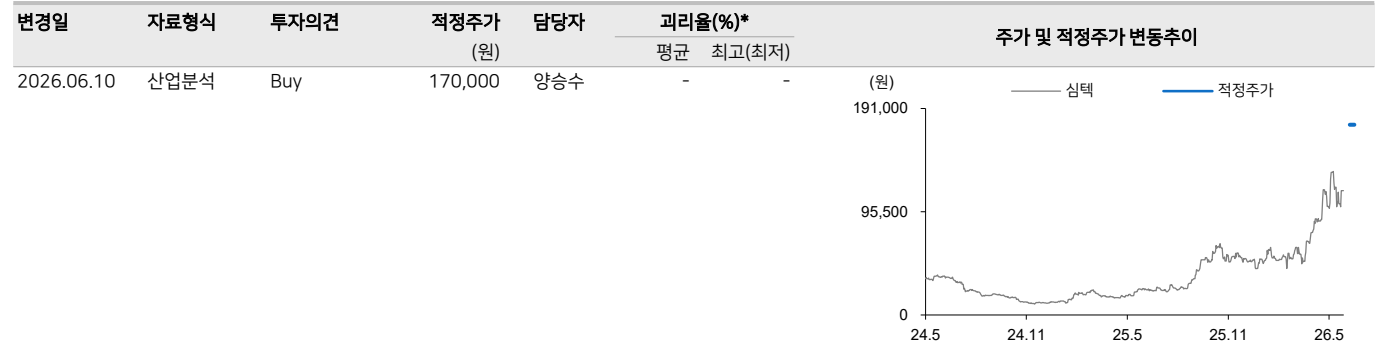 변경일 자료형식 투자의견 적정주가 (원) 담당자 괴리율(%)* 주가 및 적정주가 변동추이
평균 최고(최저)
2026.06.10 산업분석 Buy 170,000 양승수 - -
(원) 심텍 적정주가
191,000
95,500
0
24.5 24.11 25.5 25.11 26.5